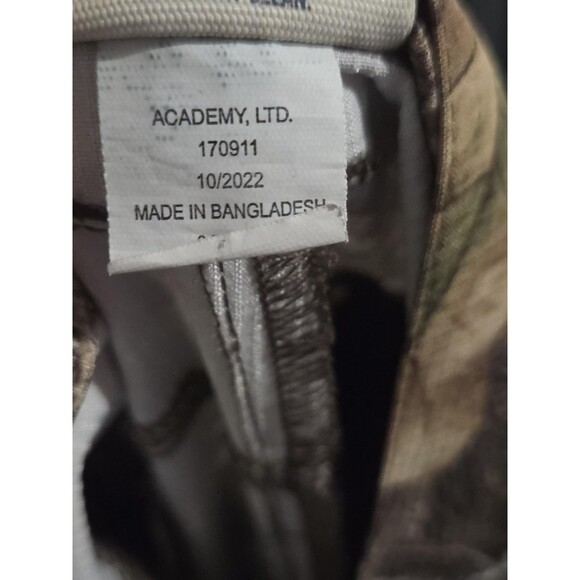 ACADEMY, LTD.
170911
10/2022
MADE IN BANGLADESH